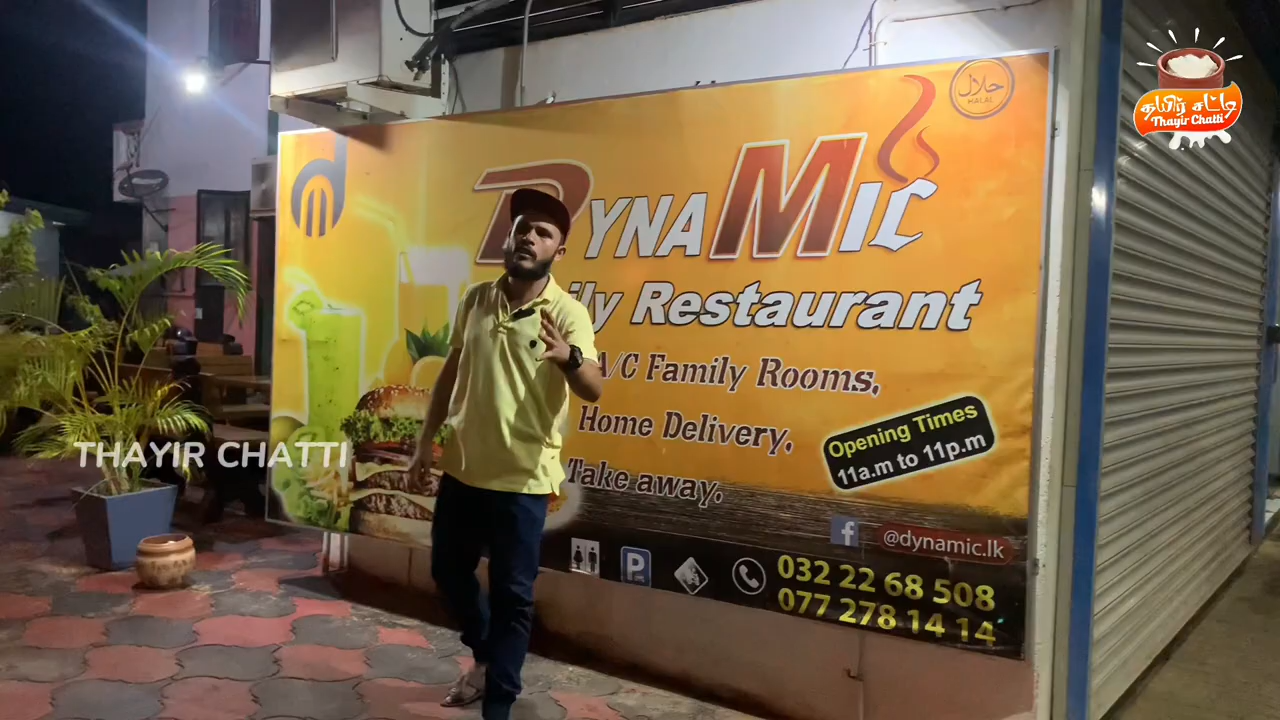 தயிர் சட்டி
Thayir Chatti
حلال
HALAL
dm
DYNAMIC
ily Restaurant
A/C Family Rooms,
Home Delivery,
Take away.
Opening Times
11a.m to 11p.m
THAYIR CHATTI
f @dynamic.lk
P
032 22 68 508
077 278 14 14